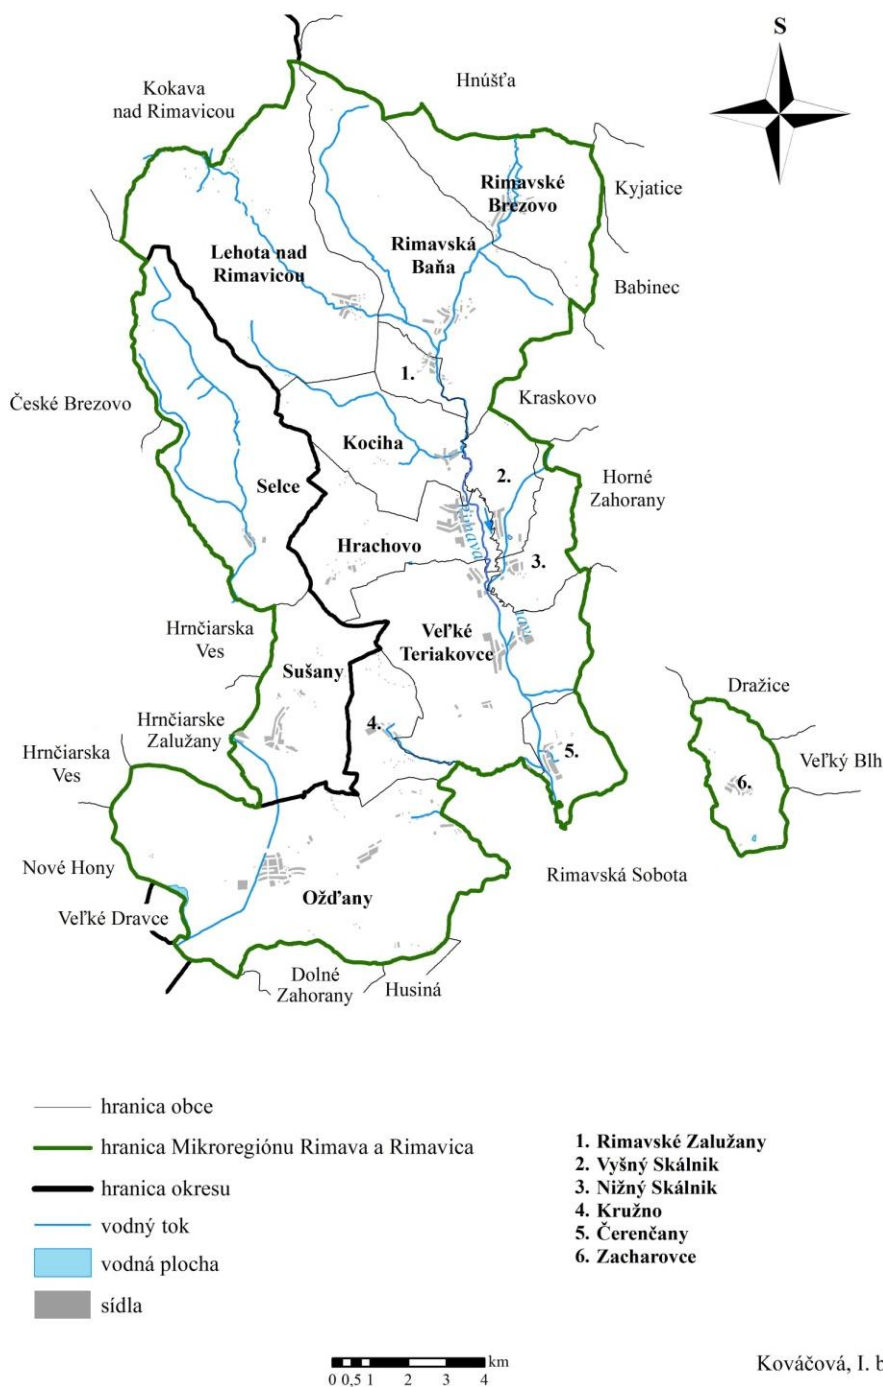 S
Hnúšťa
Kokava
nad Rimavicou
Rimavské
Brezovo
Kyjatice
Lehota nad
Rimavicou
Rimavská
Baňa
Babinec
1.
České Brezovo
Kraskovo
Kociha
2.
Horné
Zahorany
Selce
Rimava
Hrachovo
3.
Hrnčiarska
Ves
Veľké
Teriakovce
Sušany
Dražice
Hrnčiarske
Zalužany
4.
5.
Hrnčiarska
Ves
Veľký Blh
6.
Nové Hony
Rimavská Sobota
Ožďany
Veľké Dravce
Dolné
Zahorany
Husiná
hranica obce
hranica Mikroregiónu Rimava a Rimavica
hranica okresu
vodný tok
vodná plocha
sídla
1. Rimavské Zalužany
2. Vyšný Skálnik
3. Nižný Skálnik
4. Kružno
5. Čerenčany
6. Zacharovce
km
0 0,5 1 2 3 4
Kováčová, I. b